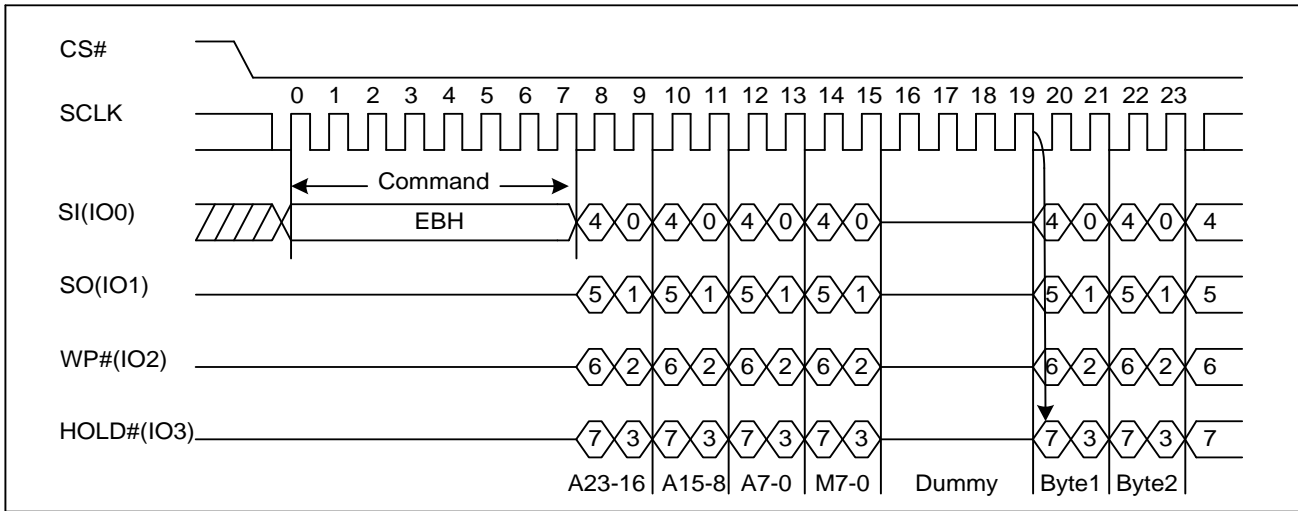 CS#
0 1 2 3 4 5 6 7 8 9 10 11 12 13 14 15 16 17 18 19 20 21 22 23
SCLK
Command
SI(IO0) EBH 4 0 4 0 4 0 4 0 4 0 4 0 4
SO(IO1) 5 1 5 1 5 1 5 1 5 1 5 1 5
WP#(IO2) 6 2 6 2 6 2 6 2 6 2 6 2 6
HOLD#(IO3) 7 3 7 3 7 3 7 3 7 3 7 3 7
A23-16 A15-8 A7-0 M7-0 Dummy Byte1 Byte2